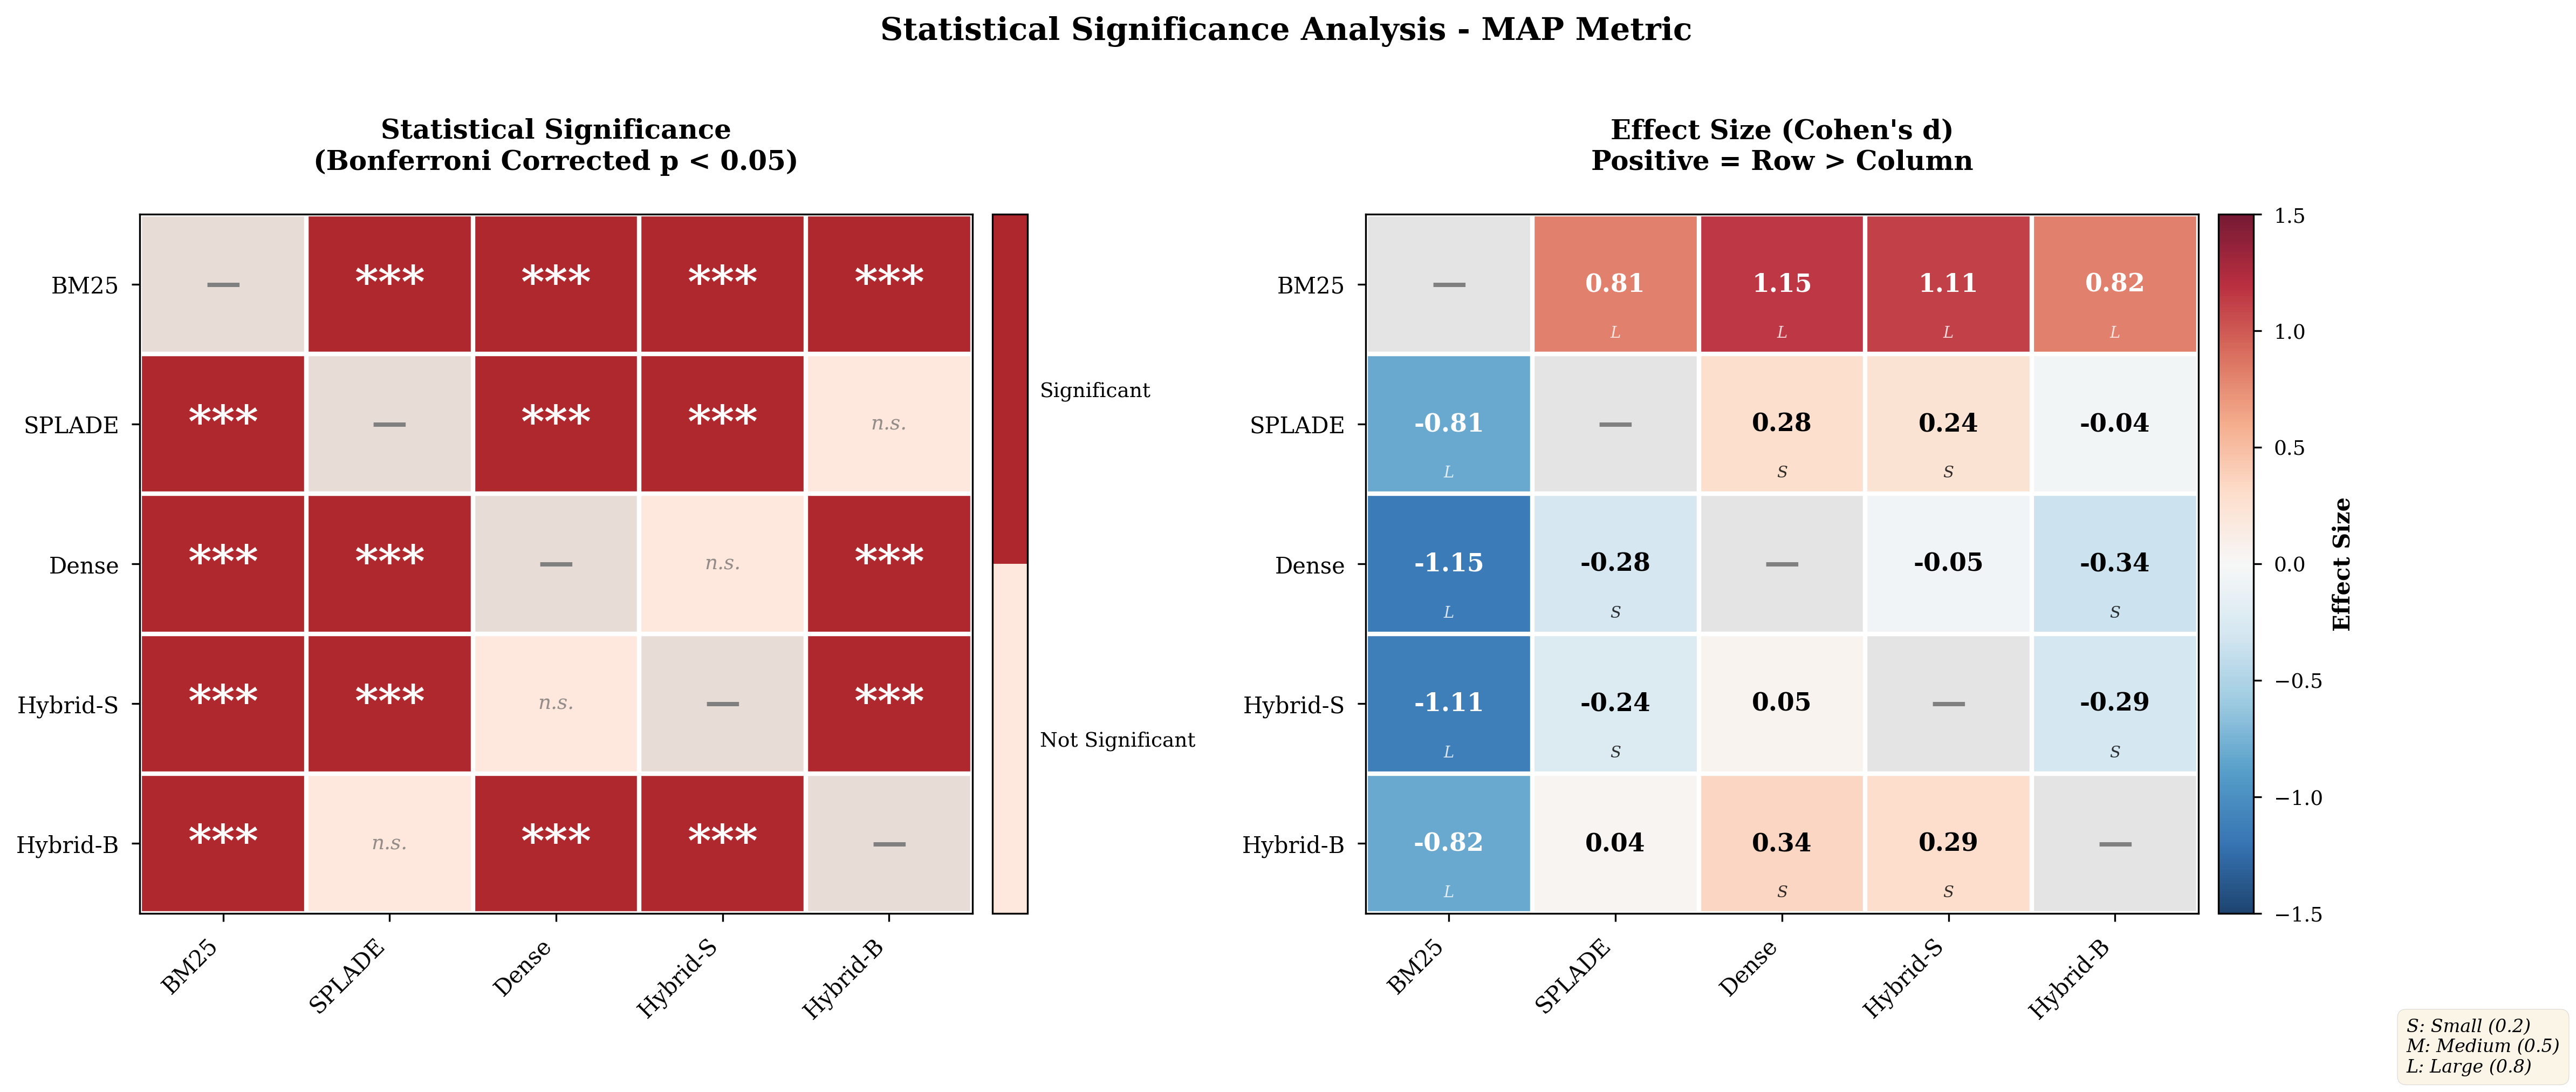 Statistical Significance Analysis - MAP Metric
Statistical Significance
(Bonferroni Corrected p < 0.05)
BM25 — *** *** *** ***
SPLADE *** — *** *** n.s.
Dense *** *** — n.s. ***
Hybrid-S *** *** n.s. — ***
Hybrid-B *** n.s. *** *** —
BM25 SPLADE Dense Hybrid-S Hybrid-B
Significant
Not Significant
Effect Size (Cohen's d)
Positive = Row > Column
BM25 — 0.81 1.15 1.11 0.82
L L L L
SPLADE -0.81 — 0.28 0.24 -0.04
L S S
Dense -1.15 -0.28 — -0.05 -0.34
L S S
Hybrid-S -1.11 -0.24 0.05 — -0.29
L S S
Hybrid-B -0.82 0.04 0.34 0.29 —
L S S
BM25 SPLADE Dense Hybrid-S Hybrid-B
1.5
1.0
0.5
0.0
−0.5
−1.0
−1.5
Effect Size
S: Small (0.2)
M: Medium (0.5)
L: Large (0.8)